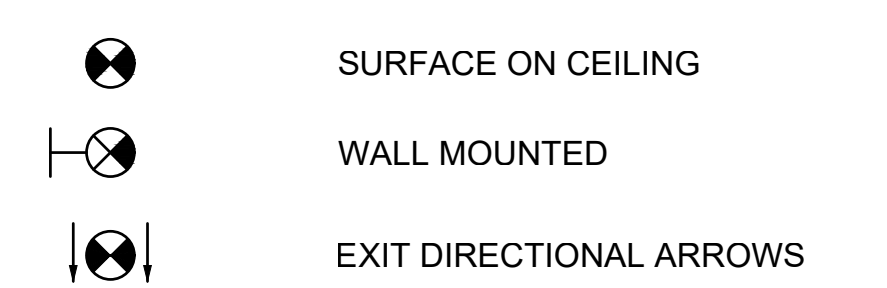 SURFACE ON CEILING
WALL MOUNTED
EXIT DIRECTIONAL ARROWS